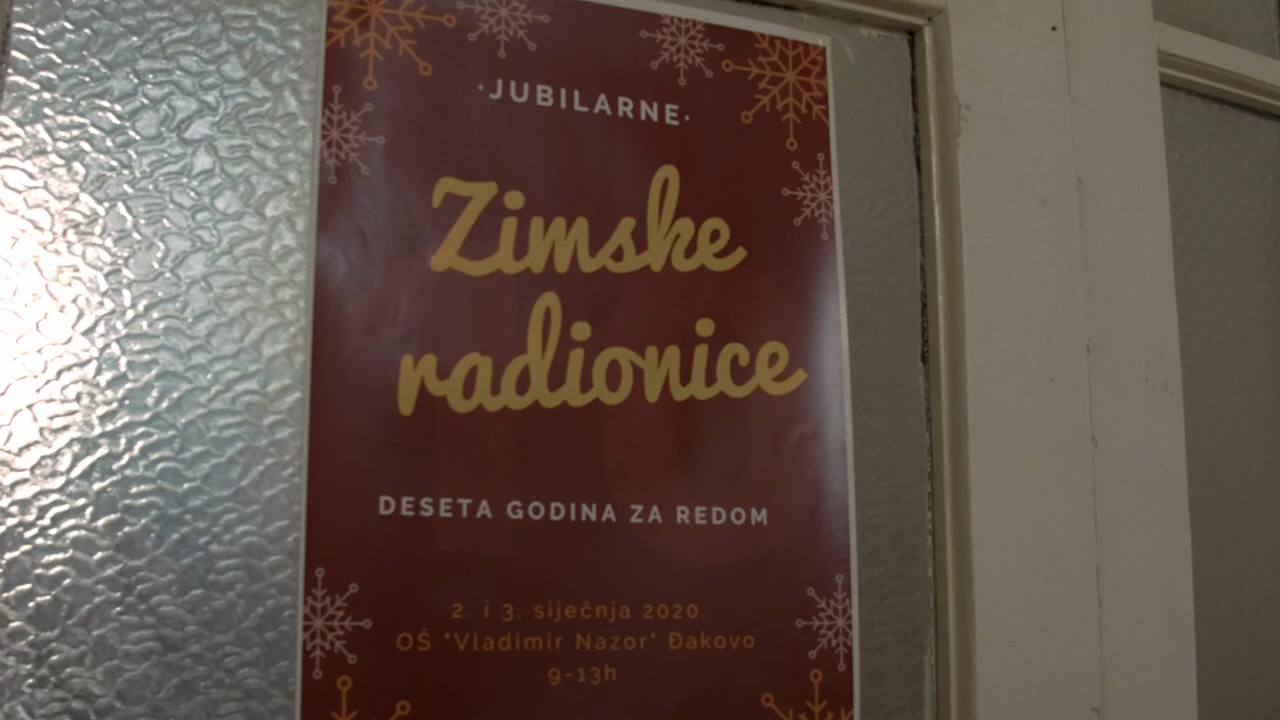 ·JUBILARNE·
Zimske
radionice
DESETA GODINA ZA REDOM
2. i 3. siječnja 2020.
OŠ "Vladimir Nazor" Đakovo
9-13h